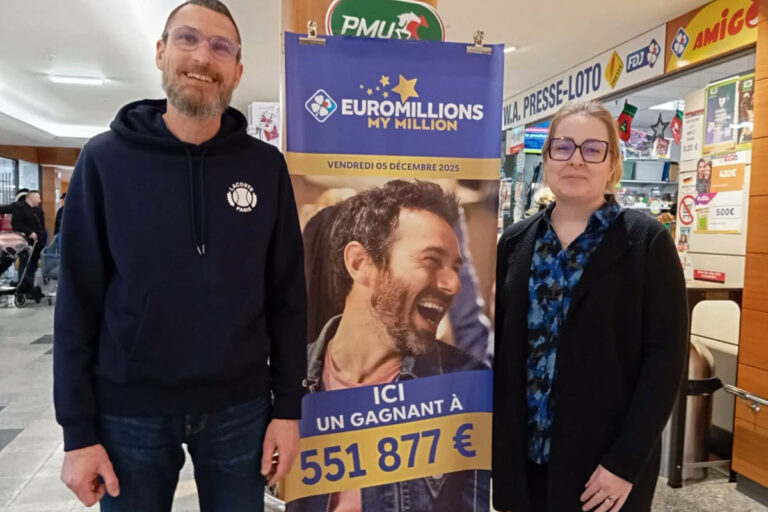 PMU
EUROMILLIONS
MY MILLION
VENDREDI 05 DÉCEMBRE 2025
ICI
UN GAGNANT À
551 877 €
LACOSTE
PARIS
W.A. PRESSE-LOTO
FDJ
AMIGO
500€